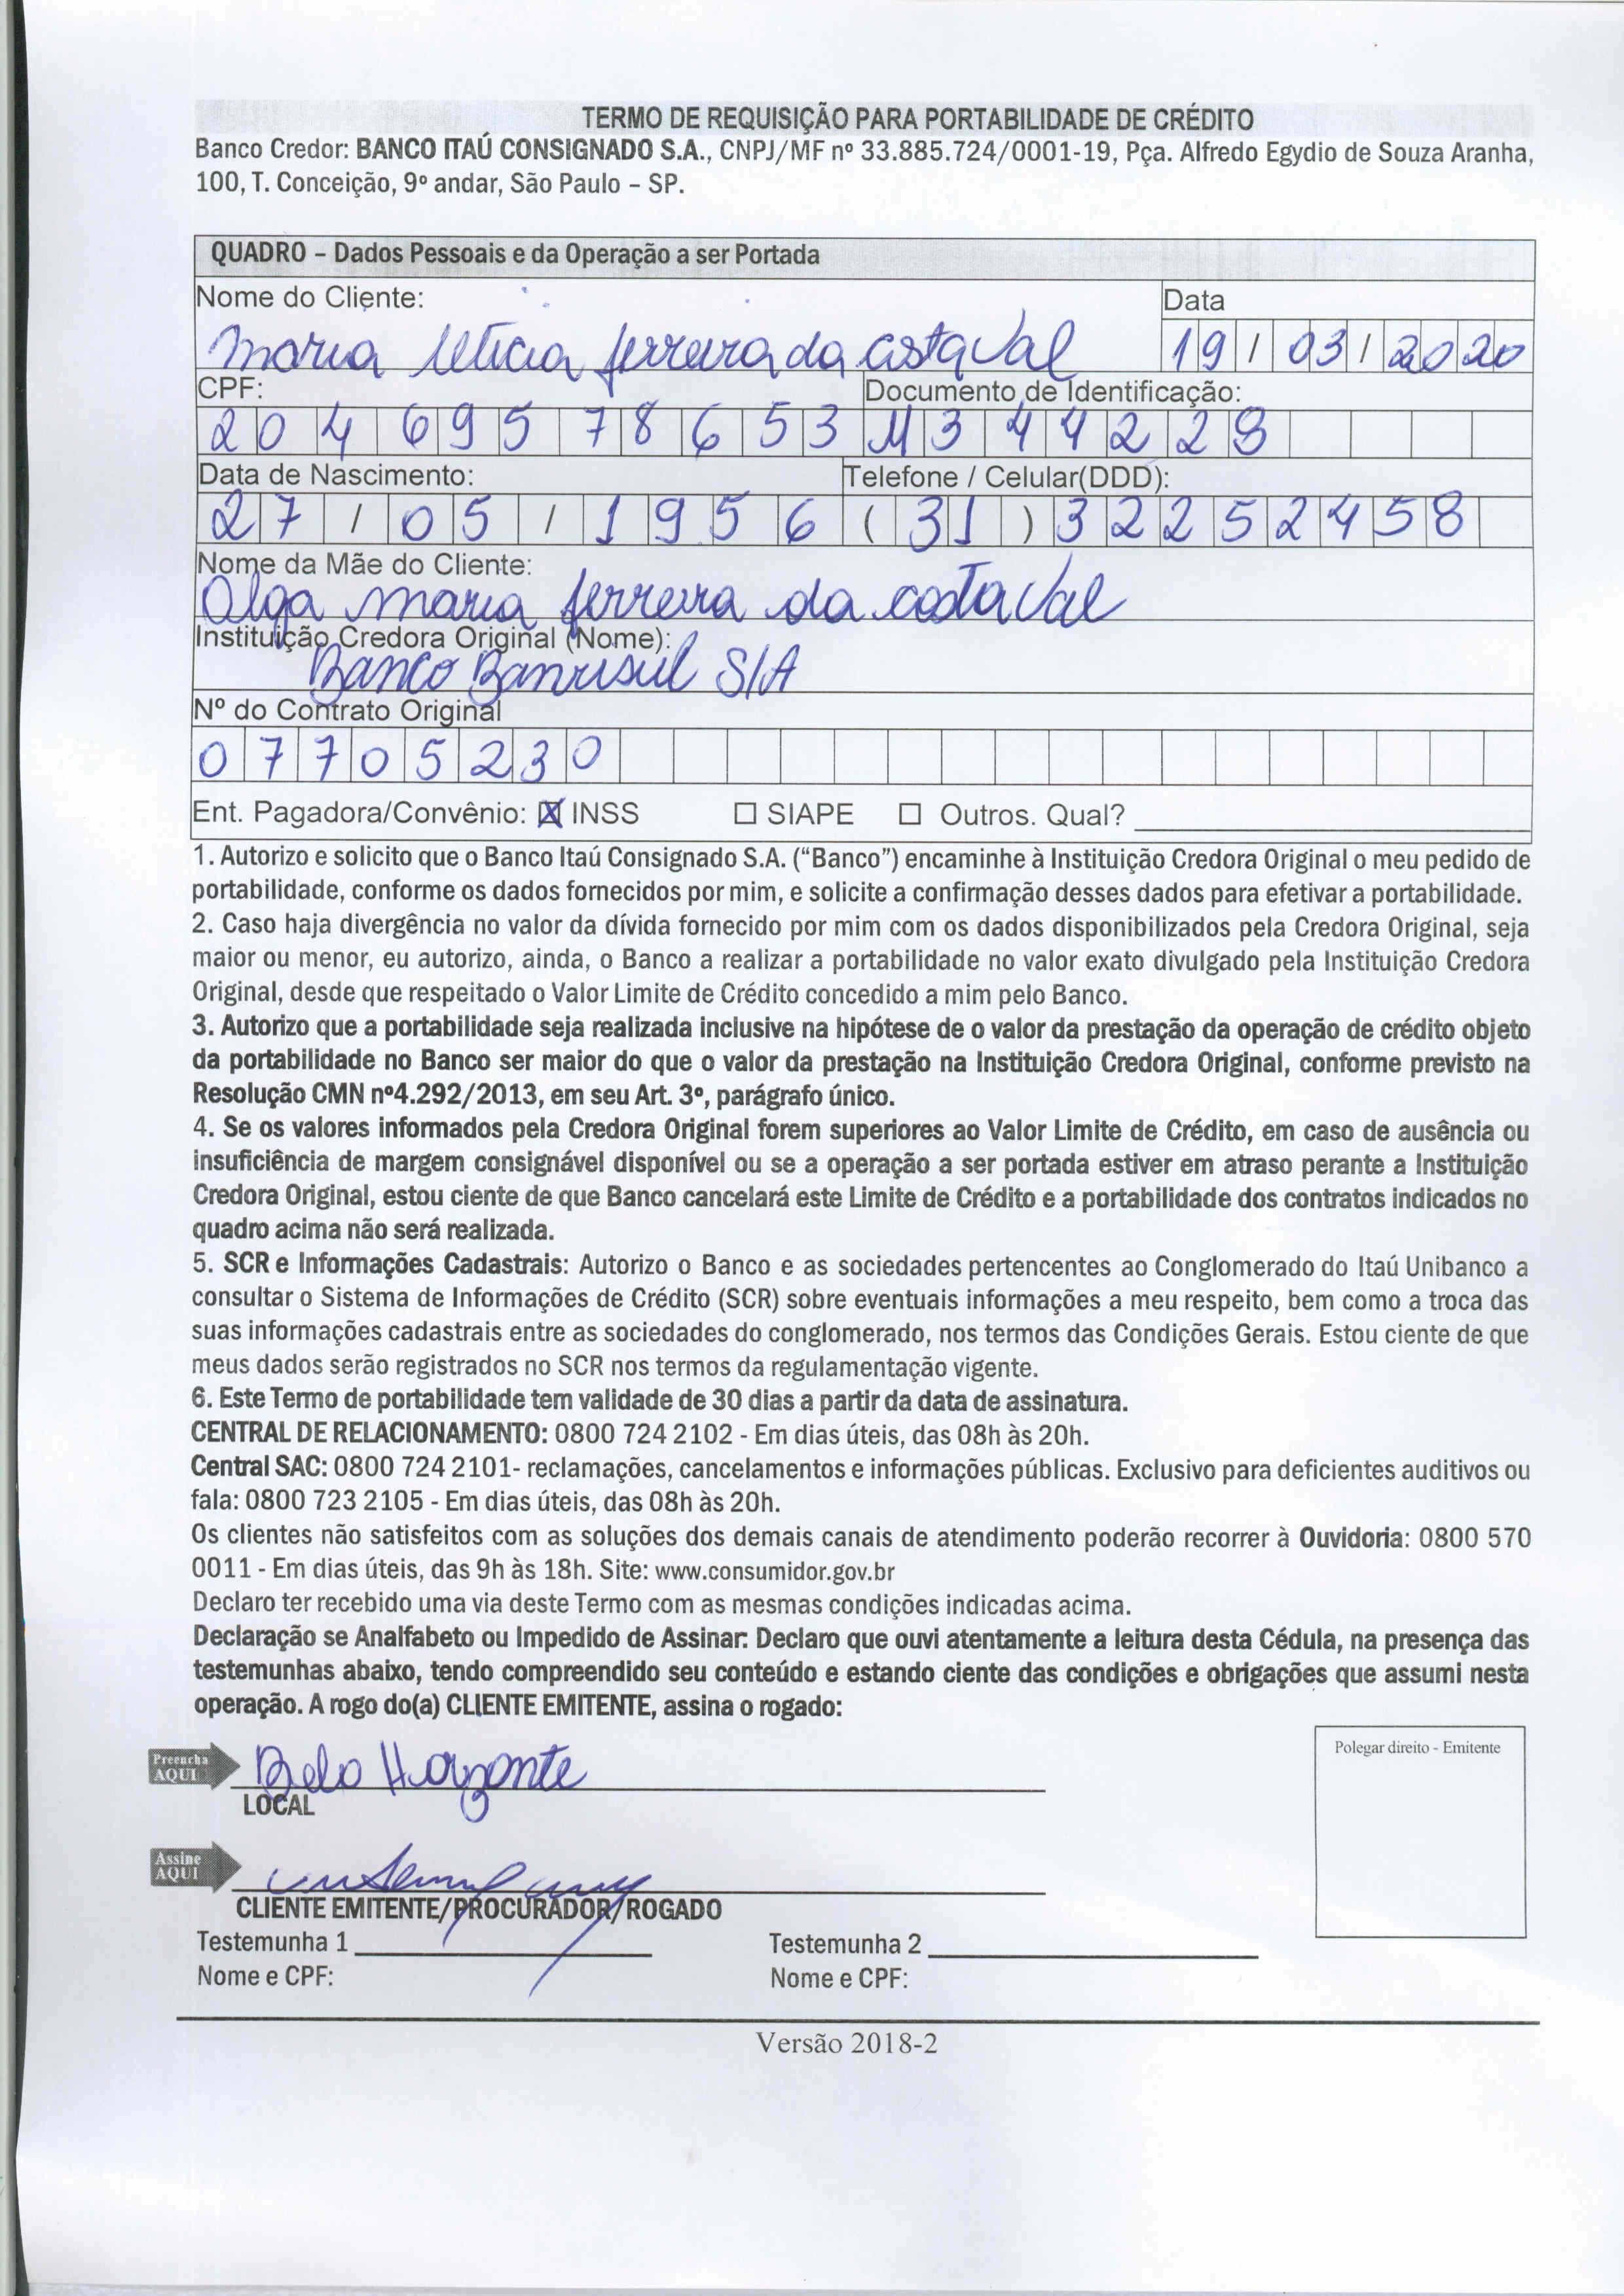 TERMO DE REQUISIÇÃO PARA PORTABILIDADE DE CRÉDITO
Banco Credor: BANCO ITAÚ CONSIGNADO S.A., CNPJ/MF nº 33.885.724/0001-19, Pça. Alfredo Egydio de Souza Aranha,
100, T. Conceição, 9º andar, São Paulo – SP.
QUADRO – Dados Pessoais e da Operação a ser Portada
Nome do Cliente: Data
Maria Leticia ferreira da costa Val 19/03/2020
CPF: Documento de Identificação:
20469578653 M344228
Data de Nascimento: Telefone / Celular(DDD):
27/05/1956 (31) 32252458
Nome da Mãe do Cliente:
Olga maria ferreira da costa Val
Instituição Credora Original (Nome):
Banco Banrisul S/A
Nº do Contrato Original
07705230
Ent. Pagadora/Convênio: ☒ INSS ☐ SIAPE ☐ Outros. Qual?
1. Autorizo e solicito que o Banco Itaú Consignado S.A. (“Banco”) encaminhe à Instituição Credora Original o meu pedido de
portabilidade, conforme os dados fornecidos por mim, e solicite a confirmação desses dados para efetivar a portabilidade.
2. Caso haja divergência no valor da dívida fornecido por mim com os dados disponibilizados pela Credora Original, seja
maior ou menor, eu autorizo, ainda, o Banco a realizar a portabilidade no valor exato divulgado pela Instituição Credora
Original, desde que respeitado o Valor Limite de Crédito concedido a mim pelo Banco.
3. Autorizo que a portabilidade seja realizada inclusive na hipótese de o valor da prestação da operação de crédito objeto
da portabilidade no Banco ser maior do que o valor da prestação na Instituição Credora Original, conforme previsto na
Resolução CMN nº4.292/2013, em seu Art. 3º, parágrafo único.
4. Se os valores informados pela Credora Original forem superiores ao Valor Limite de Crédito, em caso de ausência ou
insuficiência de margem consignável disponível ou se a operação a ser portada estiver em atraso perante a Instituição
Credora Original, estou ciente de que Banco cancelará este Limite de Crédito e a portabilidade dos contratos indicados no
quadro acima não será realizada.
5. SCR e Informações Cadastrais: Autorizo o Banco e as sociedades pertencentes ao Conglomerado do Itaú Unibanco a
consultar o Sistema de Informações de Crédito (SCR) sobre eventuais informações a meu respeito, bem como a troca das
suas informações cadastrais entre as sociedades do conglomerado, nos termos das Condições Gerais. Estou ciente de que
meus dados serão registrados no SCR nos termos da regulamentação vigente.
6. Este Termo de portabilidade tem validade de 30 dias a partir da data de assinatura.
CENTRAL DE RELACIONAMENTO: 0800 724 2102 - Em dias úteis, das 08h às 20h.
Central SAC: 0800 724 2101- reclamações, cancelamentos e informações públicas. Exclusivo para deficientes auditivos ou
fala: 0800 723 2105 - Em dias úteis, das 08h às 20h.
Os clientes não satisfeitos com as soluções dos demais canais de atendimento poderão recorrer à Ouvidoria: 0800 570
0011 - Em dias úteis, das 9h às 18h. Site: www.consumidor.gov.br
Declaro ter recebido uma via deste Termo com as mesmas condições indicadas acima.
Declaração se Analfabeto ou Impedido de Assinar: Declaro que ouvi atentamente a leitura desta Cédula, na presença das
testemunhas abaixo, tendo compreendido seu conteúdo e estando ciente das condições e obrigações que assumi nesta
operação. A rogo do(a) CLIENTE EMITENTE, assina o rogado:
Polegar direito - Emitente
Preencha
AQUI
Belo Horizonte
LOCAL
Assine
AQUI
CLIENTE EMITENTE/PROCURADOR/ROGADO
Testemunha 1 Testemunha 2
Nome e CPF: Nome e CPF:
Versão 2018-2